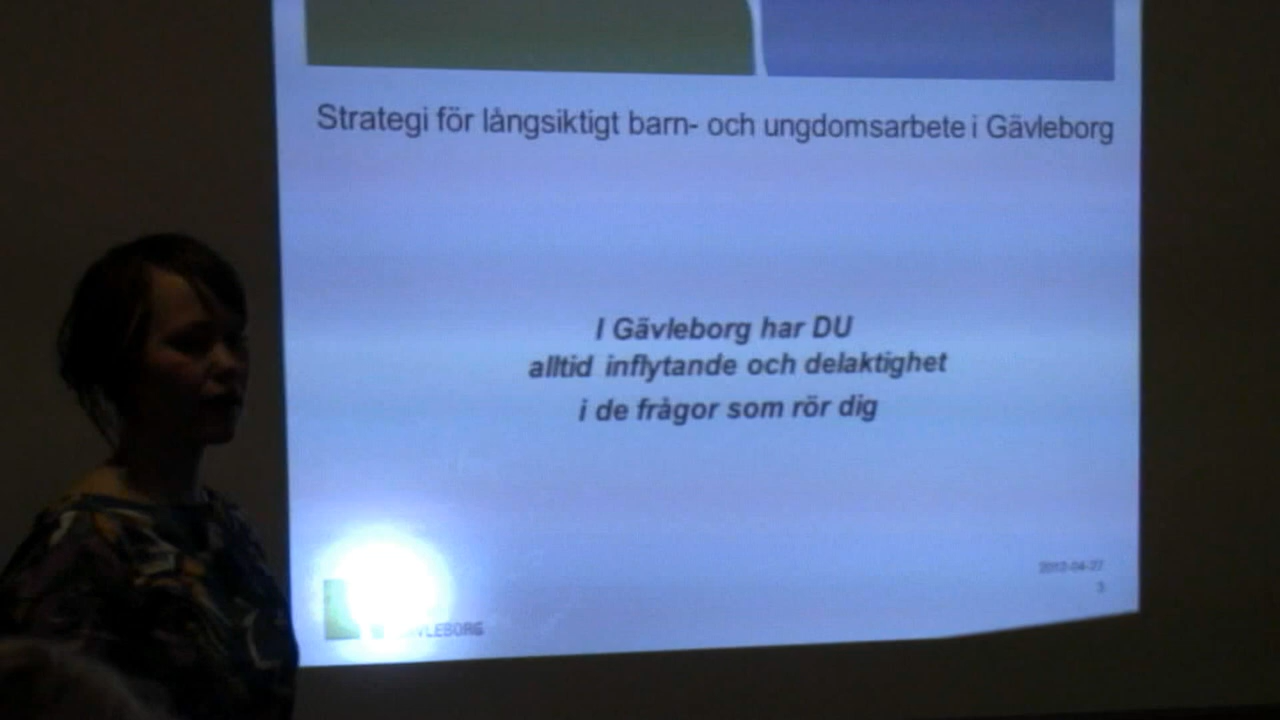 Strategi för långsiktigt barn- och ungdomsarbete i Gävleborg
I Gävleborg har DU
alltid inflytande och delaktighet
i de frågor som rör dig
2012-04-27
3